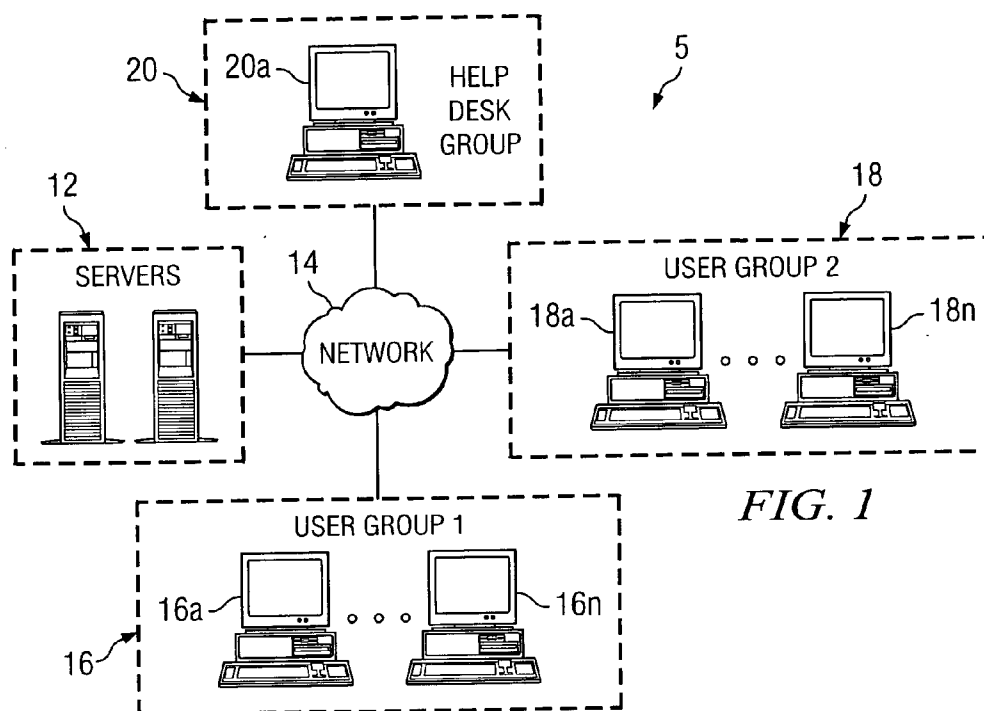 20
20a
HELP
DESK
GROUP
5
12
SERVERS
14
NETWORK
18
USER GROUP 2
18a
18n
USER GROUP 1
16a
16n
16
FIG. 1